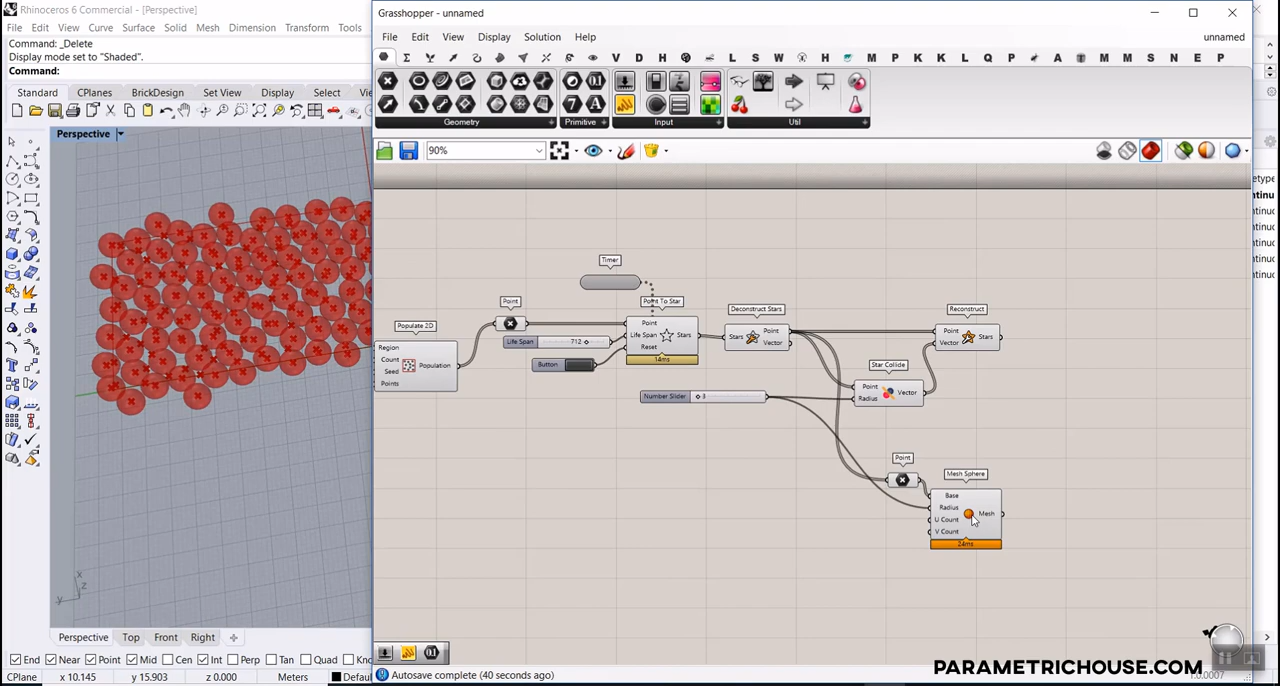 Rhinoceros 6 Commercial - [Perspective]
File Edit View Curve Surface Solid Mesh Dimension Transform Tools
Command: _Delete
Display mode set to "Shaded".
Command:
Standard CPlanes BrickDesign Set View Display Select
Perspective
z
x
y
Perspective Top Front Right
End Near Point Mid Cen Int Perp Tan Quad
CPlane x 10.145 y 15.903 z 0.000 Meters
Grasshopper - unnamed
File Edit View Display Solution Help
unnamed
V D H L S W H M P K K L Q P A M S N E P
Geometry Primitive Input Util
90%
Timer
Point
Point To Star
Deconstruct Stars
Reconstruct
Populate 2D
Region
Count
Seed
Points
Population
Life Span 712
Button
Point
Life Span
Reset
Stars
14ms
Stars
Point
Vector
Point
Vector
Stars
Star Collide
Point
Radius
Vector
Number Slider 3
Point
Mesh Sphere
Base
Radius
U Count
V Count
Mesh
24ms
Autosave complete (40 seconds ago)
1.0.0007
PARAMETRICHOUSE.COM